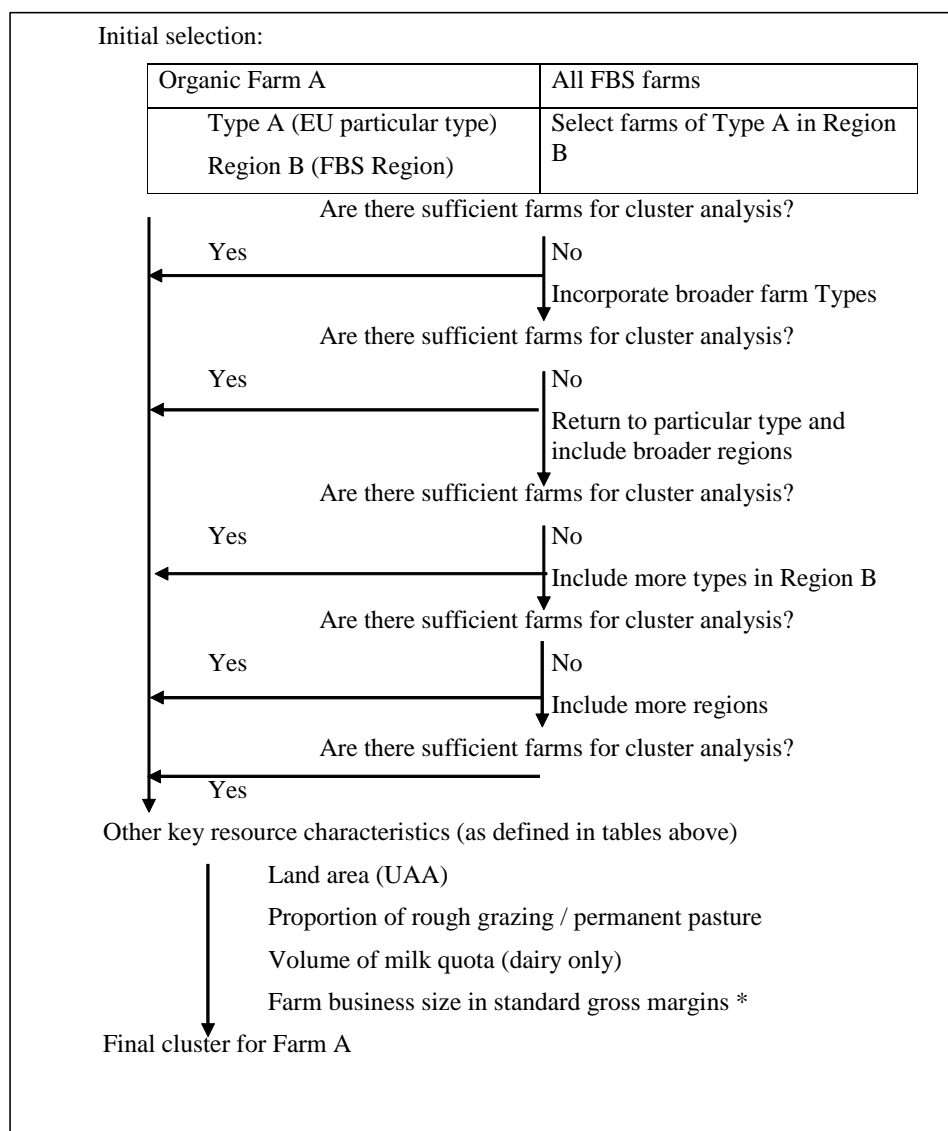 Initial selection:
Organic Farm A
All FBS farms
Type A (EU particular type)
Region B (FBS Region)
Select farms of Type A in Region
B
Are there sufficient farms for cluster analysis?
Yes
No
Incorporate broader farm Types
Are there sufficient farms for cluster analysis?
Yes
No
Return to particular type and
include broader regions
Are there sufficient farms for cluster analysis?
Yes
No
Include more types in Region B
Are there sufficient farms for cluster analysis?
Yes
No
Include more regions
Are there sufficient farms for cluster analysis?
Yes
Other key resource characteristics (as defined in tables above)
Land area (UAA)
Proportion of rough grazing / permanent pasture
Volume of milk quota (dairy only)
Farm business size in standard gross margins *
Final cluster for Farm A